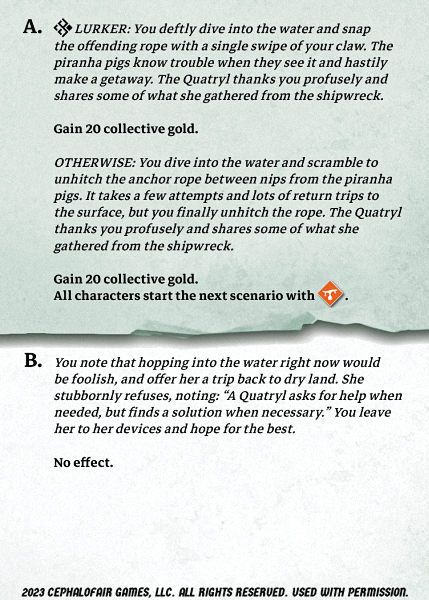 A. LURKER: You deftly dive into the water and snap
the offending rope with a single swipe of your claw. The
piranha pigs know trouble when they see it and hastily
make a getaway. The Quatryl thanks you profusely and
shares some of what she gathered from the shipwreck.
Gain 20 collective gold.
OTHERWISE: You dive into the water and scramble to
unhitch the anchor rope between nips from the piranha
pigs. It takes a few attempts and lots of return trips to
the surface, but you finally unhitch the rope. The Quatryl
thanks you profusely and shares some of what she
gathered from the shipwreck.
Gain 20 collective gold.
All characters start the next scenario with .
B. You note that hopping into the water right now would
be foolish, and offer her a trip back to dry land. She
stubbornly refuses, noting: “A Quatryl asks for help when
needed, but finds a solution when necessary.” You leave
her to her devices and hope for the best.
No effect.
2023 CEPHALOFAIR GAMES, LLC. ALL RIGHTS RESERVED. USED WITH PERMISSION.